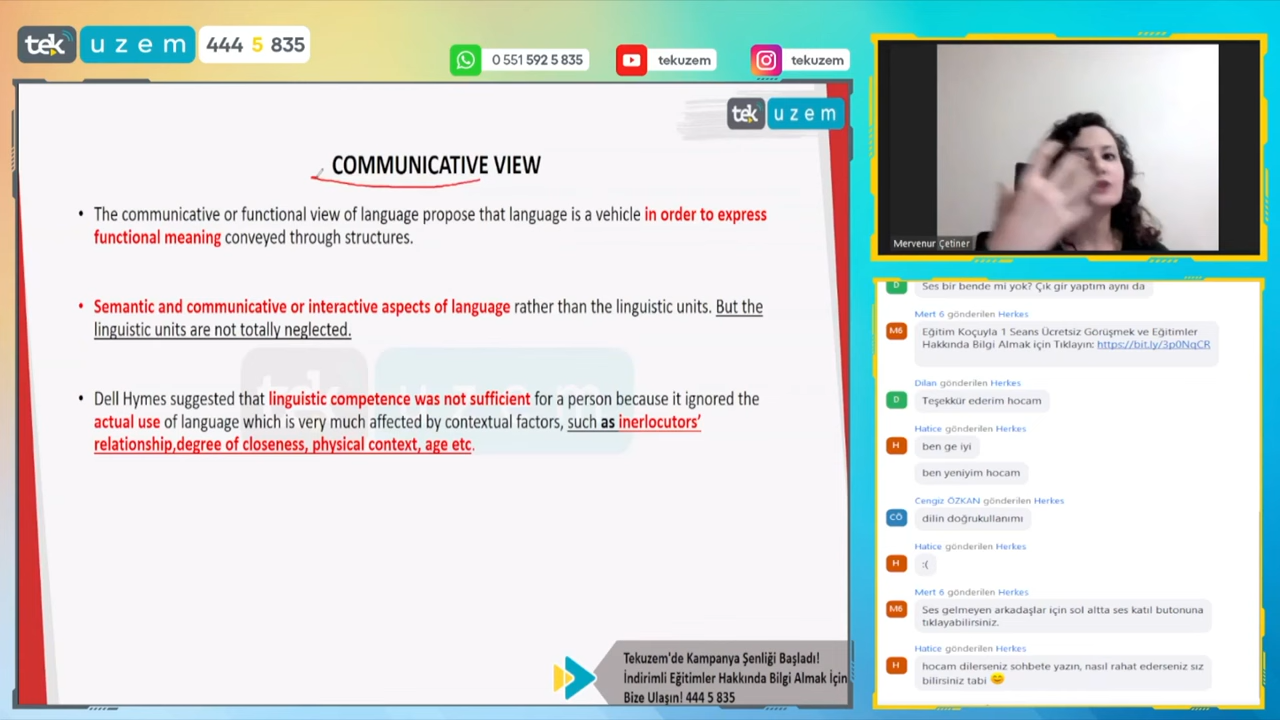 tek uzem 444 5 835
0 551 592 5 835
tekuzem
tekuzem
tek uzem
COMMUNICATIVE VIEW
• The communicative or functional view of language propose that language is a vehicle in order to express
functional meaning conveyed through structures.
• Semantic and communicative or interactive aspects of language rather than the linguistic units. But the
linguistic units are not totally neglected.
tek uzem
• Dell Hymes suggested that linguistic competence was not sufficient for a person because it ignored the
actual use of language which is very much affected by contextual factors, such as inerlocutors’
relationship,degree of closeness, physical context, age etc.
Tekuzem'de Kampanya Şenliği Başladı!
İndirimli Eğitimler Hakkında Bilgi Almak İçin
Bize Ulaşın! 444 5 835
Mervenur Çetiner
D
Ses bir bende mi yok? Çık gir yaptım aynı da
Mert 6 gönderilen Herkes
M6
Eğitim Koçuyla 1 Seans Ücretsiz Görüşmek ve Eğitimler
Hakkında Bilgi Almak için Tıklayın: https://bit.ly/3p0NqCR
Dilan gönderilen Herkes
D
Teşekkür ederim hocam
Hatice gönderilen Herkes
H
ben ge iyi
ben yeniyim hocam
Cengiz ÖZKAN gönderilen Herkes
CÖ
dilin doğrukullanımı
Hatice gönderilen Herkes
H
:(
Mert 6 gönderilen Herkes
M6
Ses gelmeyen arkadaşlar için sol altta ses katıl butonuna
tıklayabilirsiniz.
Hatice gönderilen Herkes
H
hocam dilerseniz sohbete yazın, nasıl rahat ederseniz sız
bilirsiniz tabi 😊